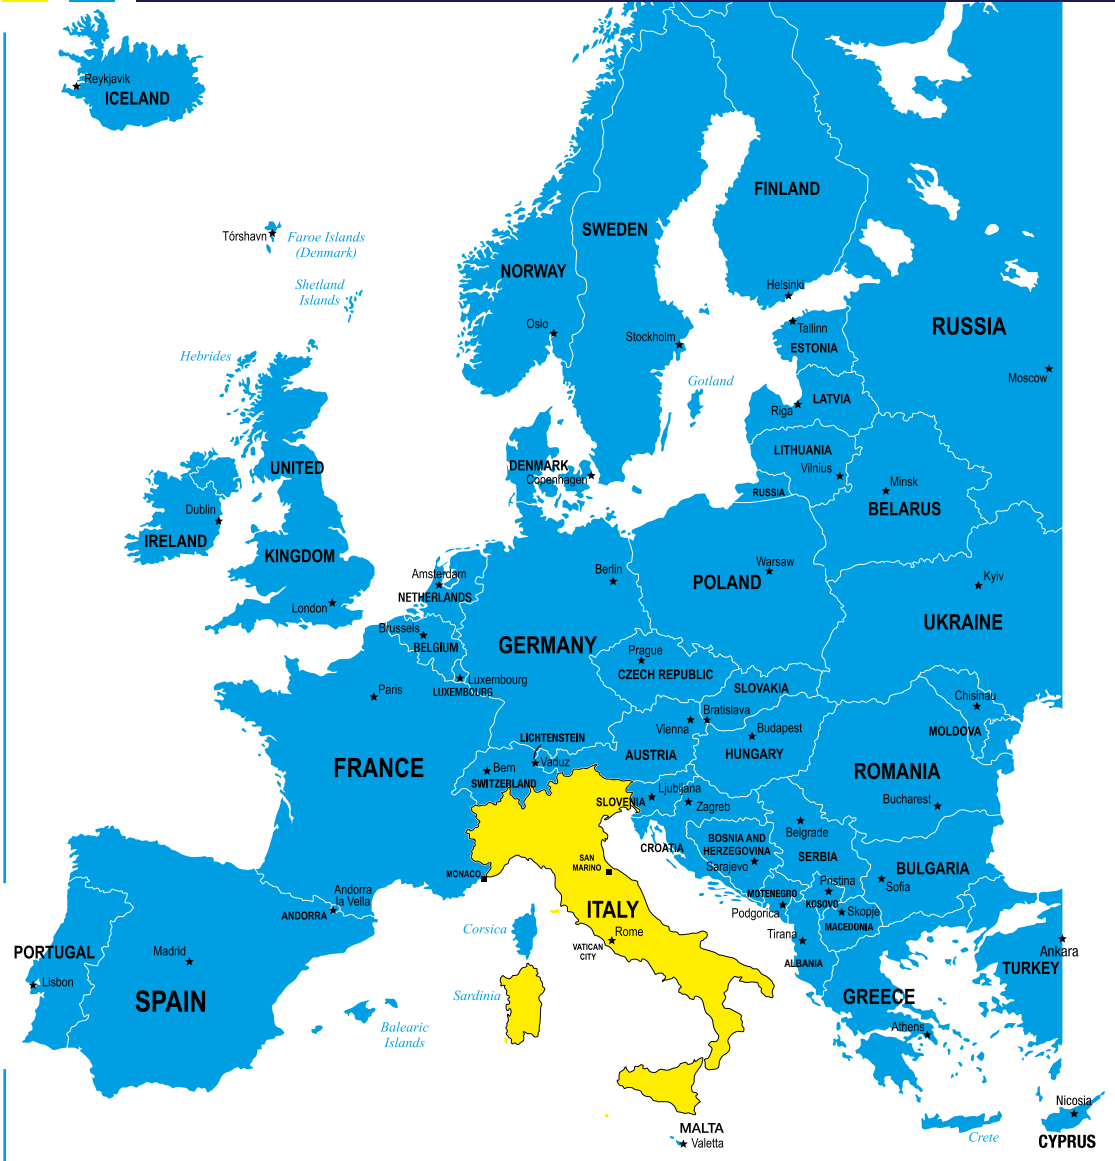 Reykjavik
ICELAND
FINLAND
SWEDEN
Tórshavn
Faroe Islands
(Denmark)
NORWAY
Shetland
Islands
Helsinki
Oslo
Stockholm
Tallinn
RUSSIA
ESTONIA
Hebrides
Moscow
Gotland
LATVIA
Riga
LITHUANIA
UNITED
DENMARK
Copenhagen
Vilnius
Minsk
RUSSIA
BELARUS
Dublin
IRELAND
KINGDOM
Amsterdam
NETHERLANDS
Berlin
Warsaw
POLAND
Kyiv
London
UKRAINE
Brussels
BELGIUM
GERMANY
Prague
CZECH REPUBLIC
Luxembourg
LUXEMBOURG
Paris
SLOVAKIA
Chisinau
Bratislava
Vienna
Budapest
MOLDOVA
LICHTENSTEIN
AUSTRIA
HUNGARY
FRANCE
Bern
Vaduz
SWITZERLAND
ROMANIA
Ljubljana
SLOVENIA
Zagreb
Bucharest
Belgrade
BOSNIA AND
HERZEGOVINA
CROATIA
Sarajevo
SERBIA
SAN
MARINO
MONACO
BULGARIA
Andorra
la Vella
ANDORRA
Pristina
Sofia
MOTENEGRO
KOSOVO
ITALY
Podgorica
Skopje
MACEDONIA
Corsica
Rome
VATICAN
CITY
Tirana
ALBANIA
PORTUGAL
Madrid
Lisbon
SPAIN
Sardinia
Ankara
TURKEY
GREECE
Athens
Balearic
Islands
Nicosia
CYPRUS
MALTA
Valetta
Crete